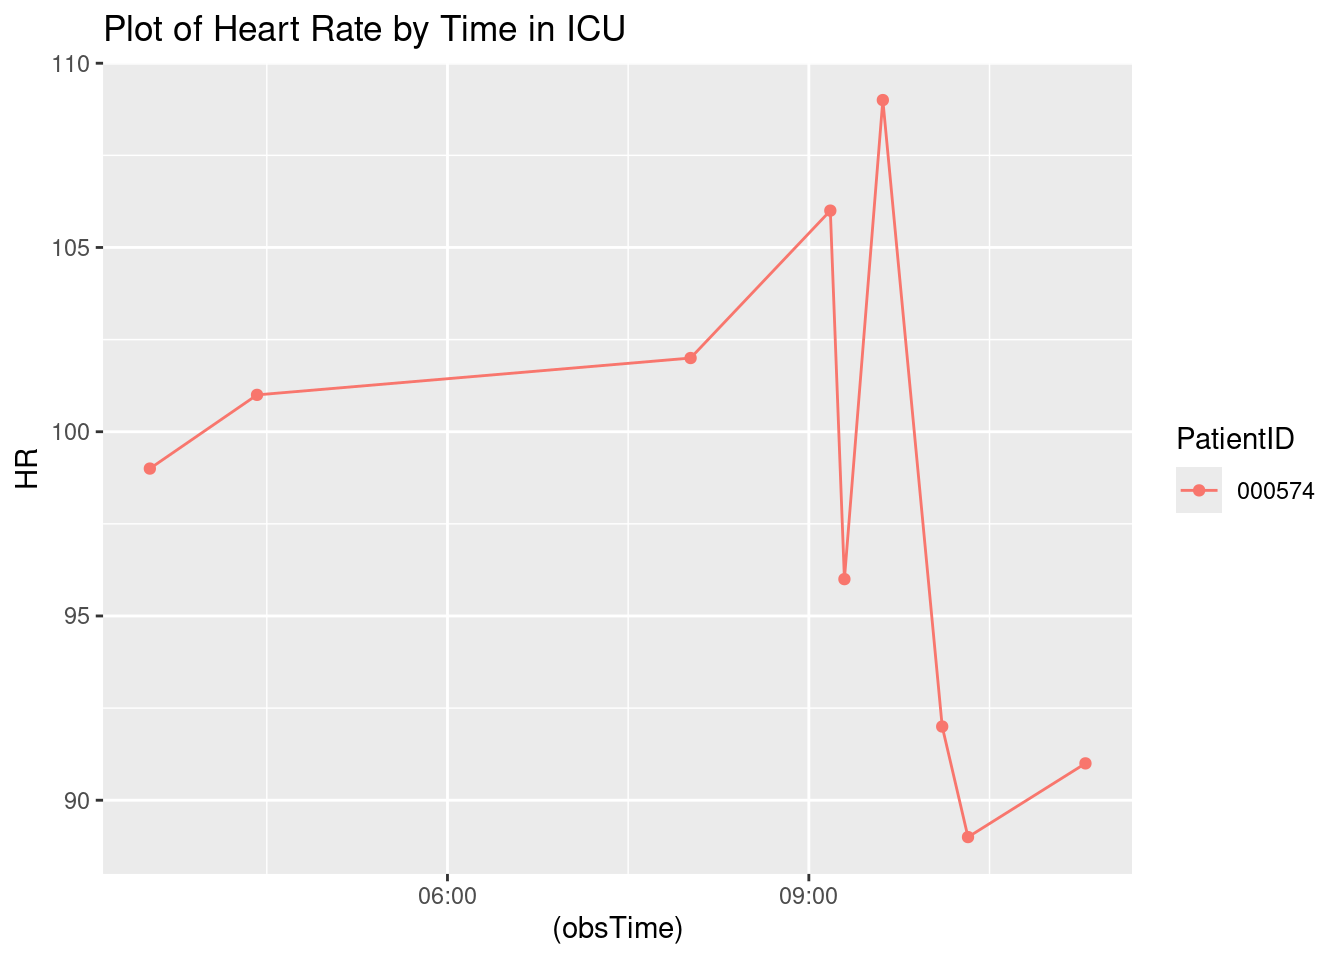 Plot of Heart Rate by Time in ICU
110
105
100
95
90
HR
06:00
09:00
(obsTime)
PatientID
000574